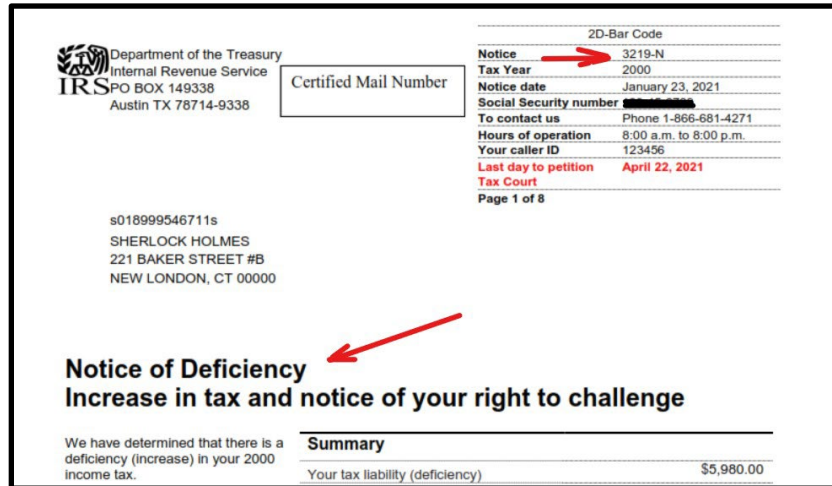 Department of the Treasury
Internal Revenue Service
IRS PO BOX 149338
Austin TX 78714-9338
Certified Mail Number
2D-Bar Code
Notice 3219-N
Tax Year 2000
Notice date January 23, 2021
Social Security number
To contact us Phone 1-866-681-4271
Hours of operation 8:00 a.m. to 8:00 p.m.
Your caller ID 123456
Last day to petition April 22, 2021
Tax Court
Page 1 of 8
s018999546711s
SHERLOCK HOLMES
221 BAKER STREET #B
NEW LONDON, CT 00000
Notice of Deficiency
Increase in tax and notice of your right to challenge
We have determined that there is a
deficiency (increase) in your 2000
income tax.
Summary
Your tax liability (deficiency) $5,980.00